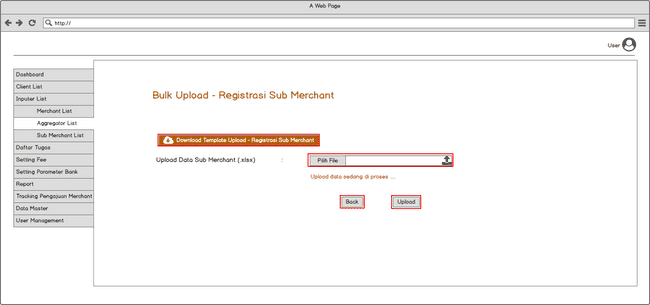 A Web Page
http://
User
Dashboard
Client List
Inputer List
Merchant List
Aggregator List
Sub Merchant List
Daftar Tugas
Setting Fee
Setting Parameter Bank
Report
Tracking Pengajuan Merchant
Data Master
User Management
Bulk Upload - Registrasi Sub Merchant
Download Template Upload - Registrasi Sub Merchant
Upload Data Sub Merchant (.xlsx) :
Pilih File
Upload data sedang di proses ...
Back Upload